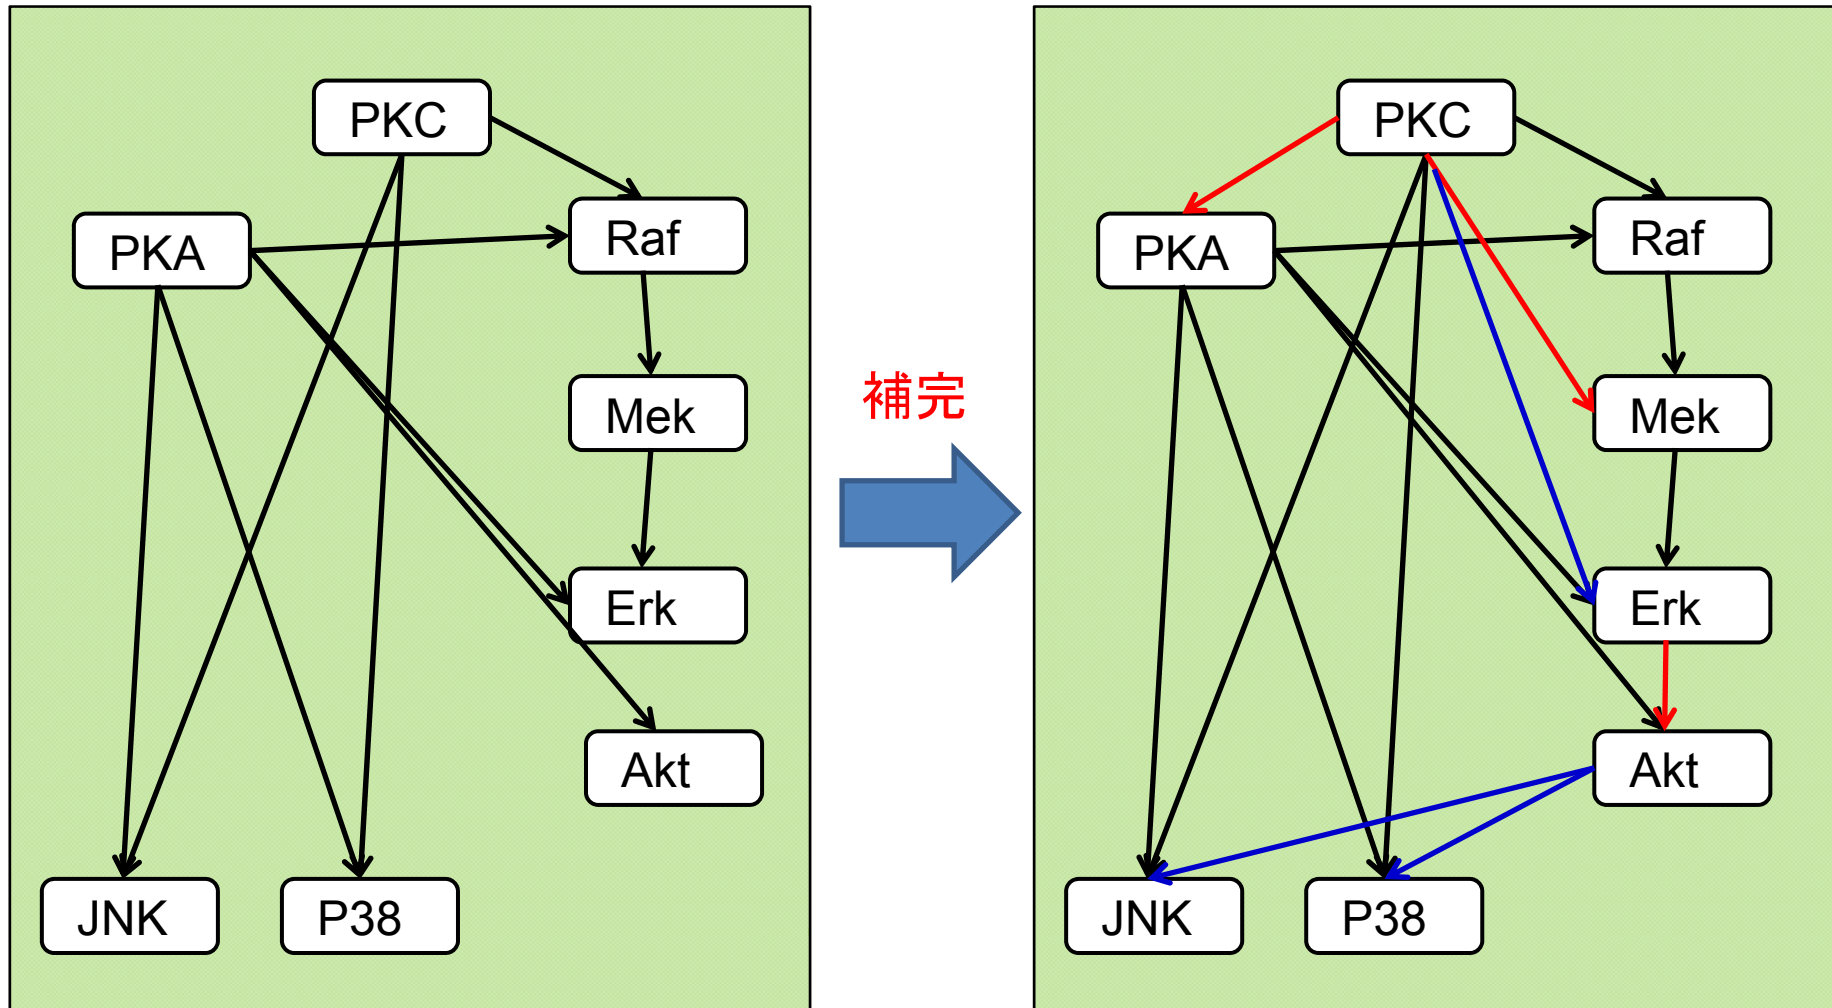 PKC
PKA
Raf
Mek
Erk
Akt
JNK
P38
補完
PKC
PKA
Raf
Mek
Erk
Akt
JNK
P38